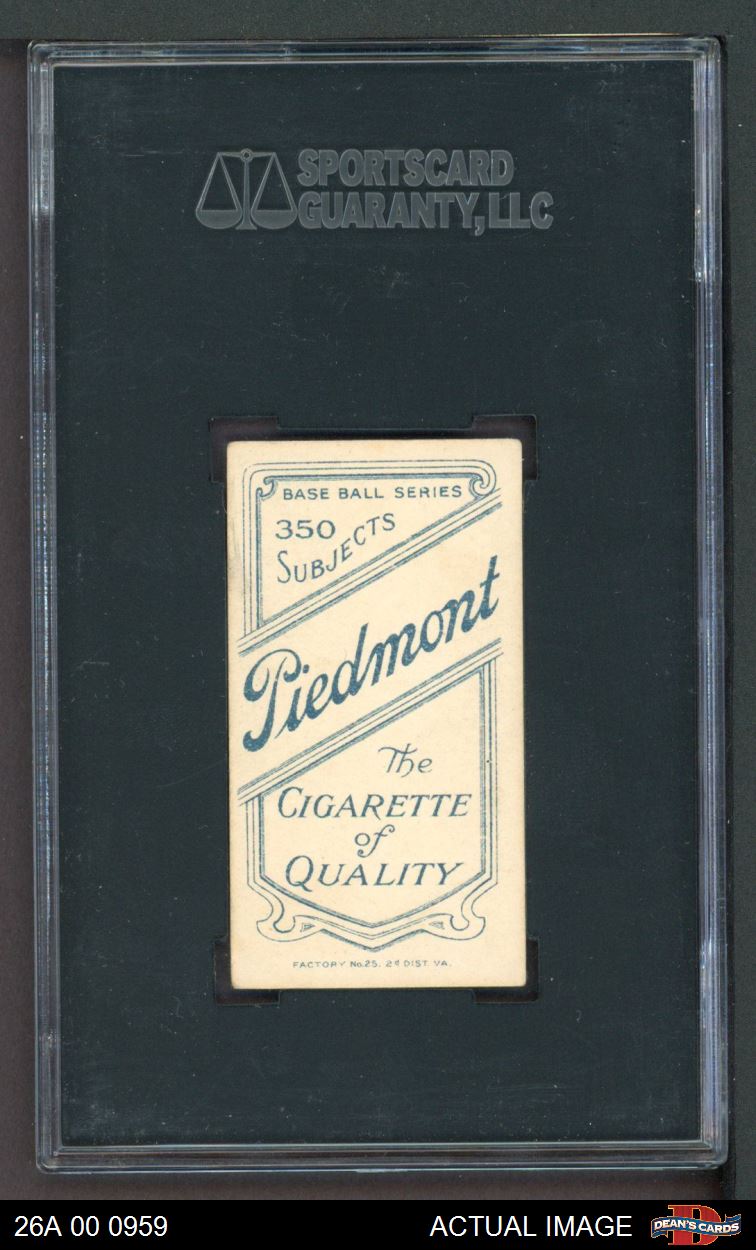 SPORTSCARD
GUARANTY, LLC
BASE BALL SERIES
350
SUBJECTS
Piedmont
The
CIGARETTE
of
QUALITY
FACTORY No. 25. 2d DIST. VA.
26A 00 0959
ACTUAL IMAGE
D
DEAN'S CARDS